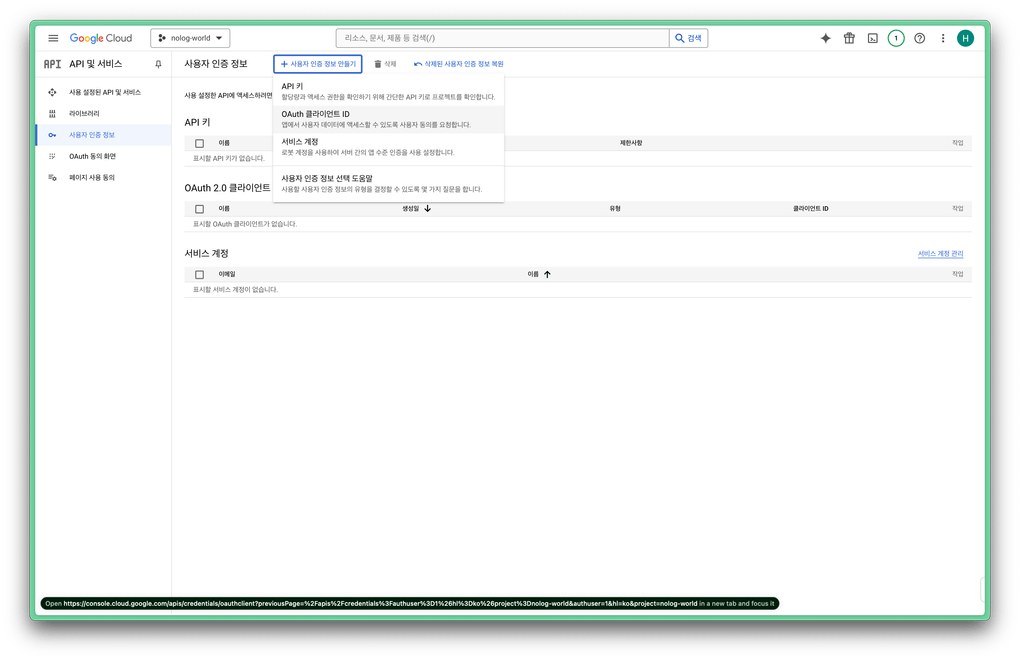 Google Cloud
nolog-world
리소스, 문서, 제품 등 검색(/)
검색
1
H
API
API 및 서비스
사용자 인증 정보
+ 사용자 인증 정보 만들기
삭제
삭제된 사용자 인증 정보 복원
사용 설정된 API 및 서비스
라이브러리
사용자 인증 정보
OAuth 동의 화면
페이지 사용 동의
사용 설정한 API에 액세스하려면
API 키
할당량과 액세스 권한을 확인하기 위해 간단한 API 키로 프로젝트를 확인합니다.
OAuth 클라이언트 ID
앱에서 사용자 데이터에 액세스할 수 있도록 사용자 동의를 요청합니다.
서비스 계정
로봇 계정을 사용하여 서버 간의 앱 수준 인증을 사용 설정합니다.
사용자 인증 정보 선택 도움말
사용할 사용자 인증 정보의 유형을 결정할 수 있도록 몇 가지 질문을 합니다.
API 키
이름
제한사항
작업
표시할 API 키가 없습니다.
OAuth 2.0 클라이언트
이름
생성일
유형
클라이언트 ID
작업
표시할 OAuth 클라이언트가 없습니다.
서비스 계정
서비스 계정 관리
이메일
이름
작업
표시할 서비스 계정이 없습니다.
Open https://console.cloud.google.com/apis/credentials/oauthclient?previousPage=%2Fapis%2Fcredentials%3Fauthuser%3D1%26hl%3Dko%26project%3Dnolog-world&authuser=1&hl=ko&project=nolog-world in a new tab and focus it